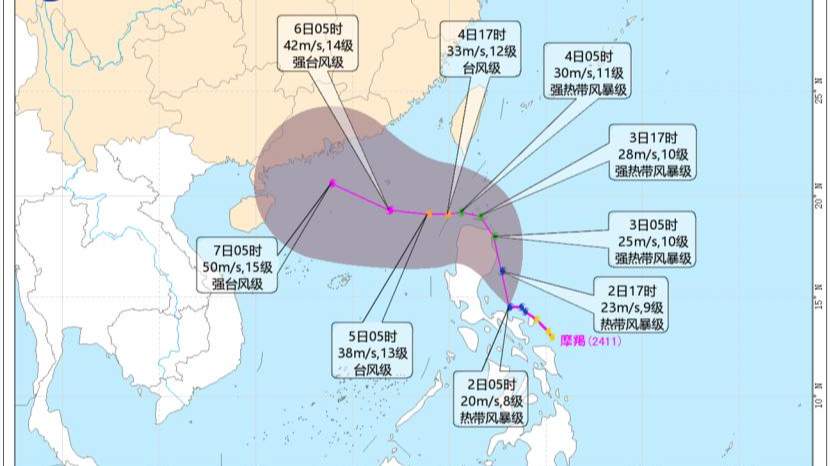 6日05时
42m/s,14级
强台风级
4日17时
33m/s,12级
台风级
4日05时
30m/s,11级
强热带风暴级
25°N
3日17时
28m/s,10级
强热带风暴级
20°N
3日05时
25m/s,10级
强热带风暴级
7日05时
50m/s,15级
强台风级
2日17时
23m/s,9级
热带风暴级
15°N
5日05时
38m/s,13级
台风级
摩羯(2411)
2日05时
20m/s,8级
热带风暴级
10°N